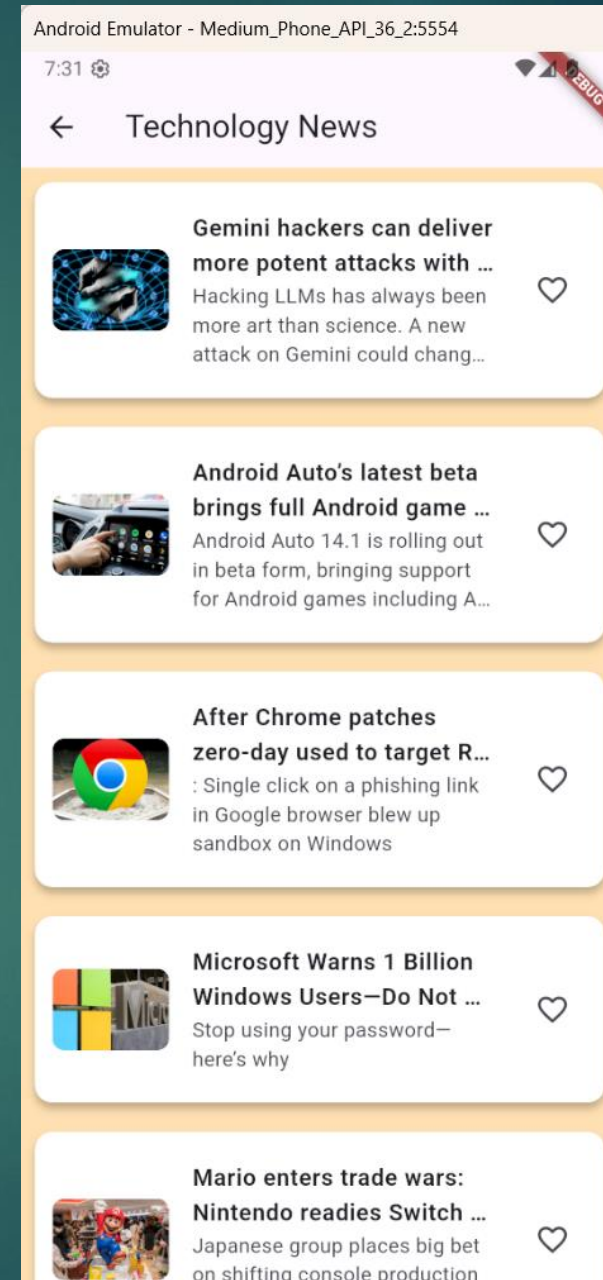 Android Emulator - Medium_Phone_API_36_2:5554
7:31
Technology News
Gemini hackers can deliver
more potent attacks with ...
Hacking LLMs has always been
more art than science. A new
attack on Gemini could chang...
Android Auto’s latest beta
brings full Android game ...
Android Auto 14.1 is rolling out
in beta form, bringing support
for Android games including A...
After Chrome patches
zero-day used to target R...
: Single click on a phishing link
in Google browser blew up
sandbox on Windows
Microsoft Warns 1 Billion
Windows Users—Do Not ...
Stop using your password—
here’s why
Mario enters trade wars:
Nintendo readies Switch ...
Japanese group places big bet
on shifting console production